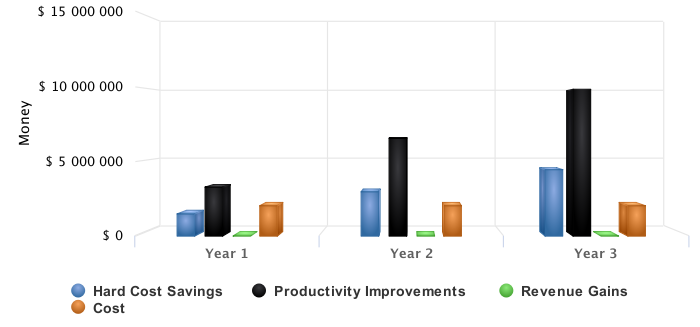 $ 15 000 000
$ 10 000 000
$ 5 000 000
$ 0
Money
Year 1
Year 2
Year 3
Hard Cost Savings
Productivity Improvements
Revenue Gains
Cost